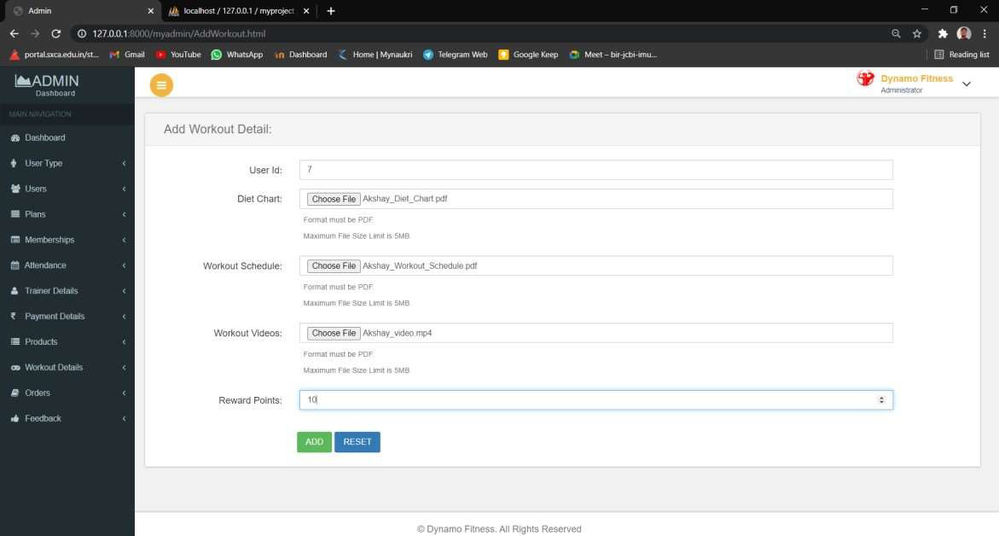 Admin
localhost / 127.0.0.1 / myproject
127.0.0.1:8000/myadmin/AddWorkout.html
portal.sxca.edu.in/st... Gmail YouTube WhatsApp Dashboard Home | Mynaukri Telegram Web Google Keep Meet – bir-jcbi-imu... Reading list
ADMIN
Dashboard
Dynamo Fitness
Administrator
MAIN NAVIGATION
Dashboard
User Type
Users
Plans
Memberships
Attendance
Trainer Details
Payment Details
Products
Workout Details
Orders
Feedback
Add Workout Detail:
User Id: 7
Diet Chart: Choose File Akshay_Diet_Chart.pdf
Format must be PDF.
Maximum File Size Limit is 5MB.
Workout Schedule: Choose File Akshay_Workout_Schedule.pdf
Format must be PDF.
Maximum File Size Limit is 5MB.
Workout Videos: Choose File Akshay_video.mp4
Format must be PDF.
Maximum File Size Limit is 5MB.
Reward Points: 10
ADD RESET
© Dynamo Fitness. All Rights Reserved